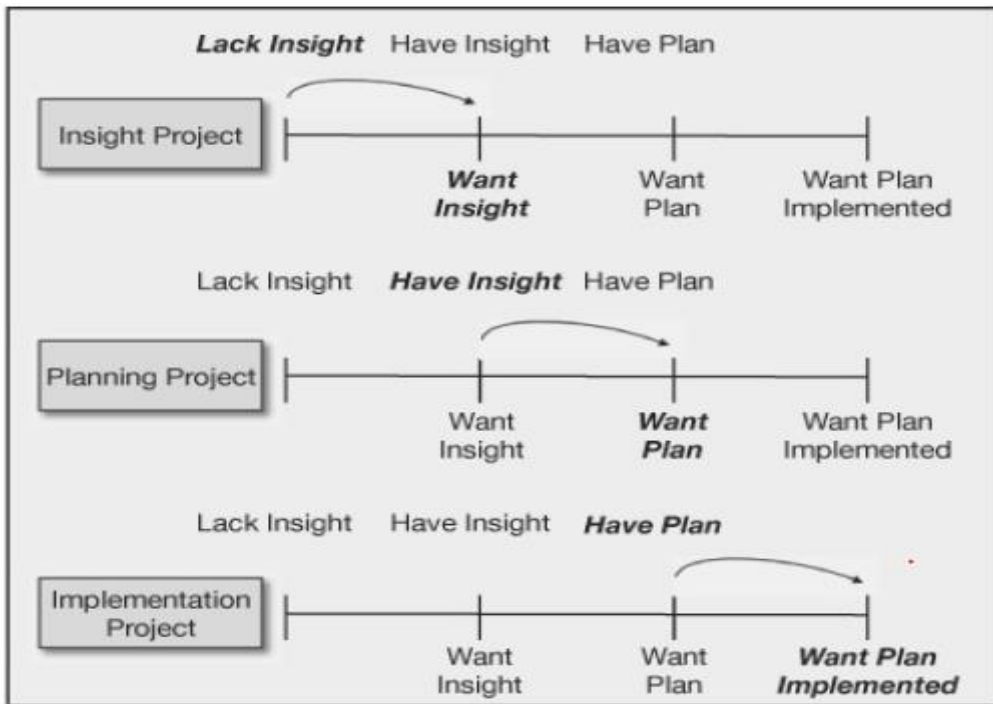 Lack Insight Have Insight Have Plan
Insight Project
Want Want Want Plan
Insight Plan Implemented
Lack Insight Have Insight Have Plan
Planning Project
Want Want Want Plan
Insight Plan Implemented
Lack Insight Have Insight Have Plan
Implementation
Project
Want Want Want Plan
Insight Plan Implemented